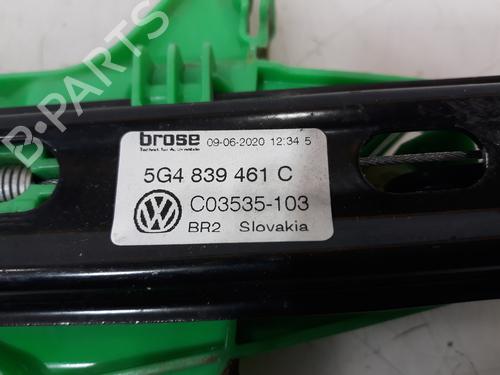 B-PARTS
brose 09-06-2020 12:34 5
5G4 839 461 C
C03535-103
BR2 Slovakia